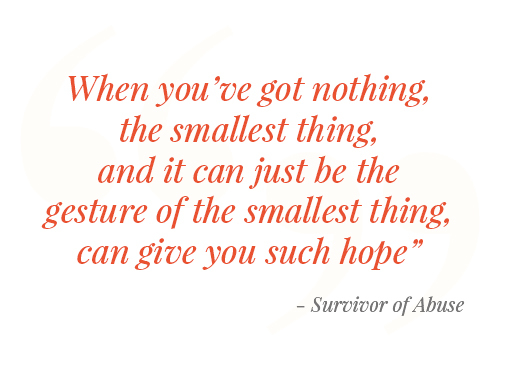 When you’ve got nothing,
the smallest thing,
and it can just be the
gesture of the smallest thing,
can give you such hope”
– Survivor of Abuse